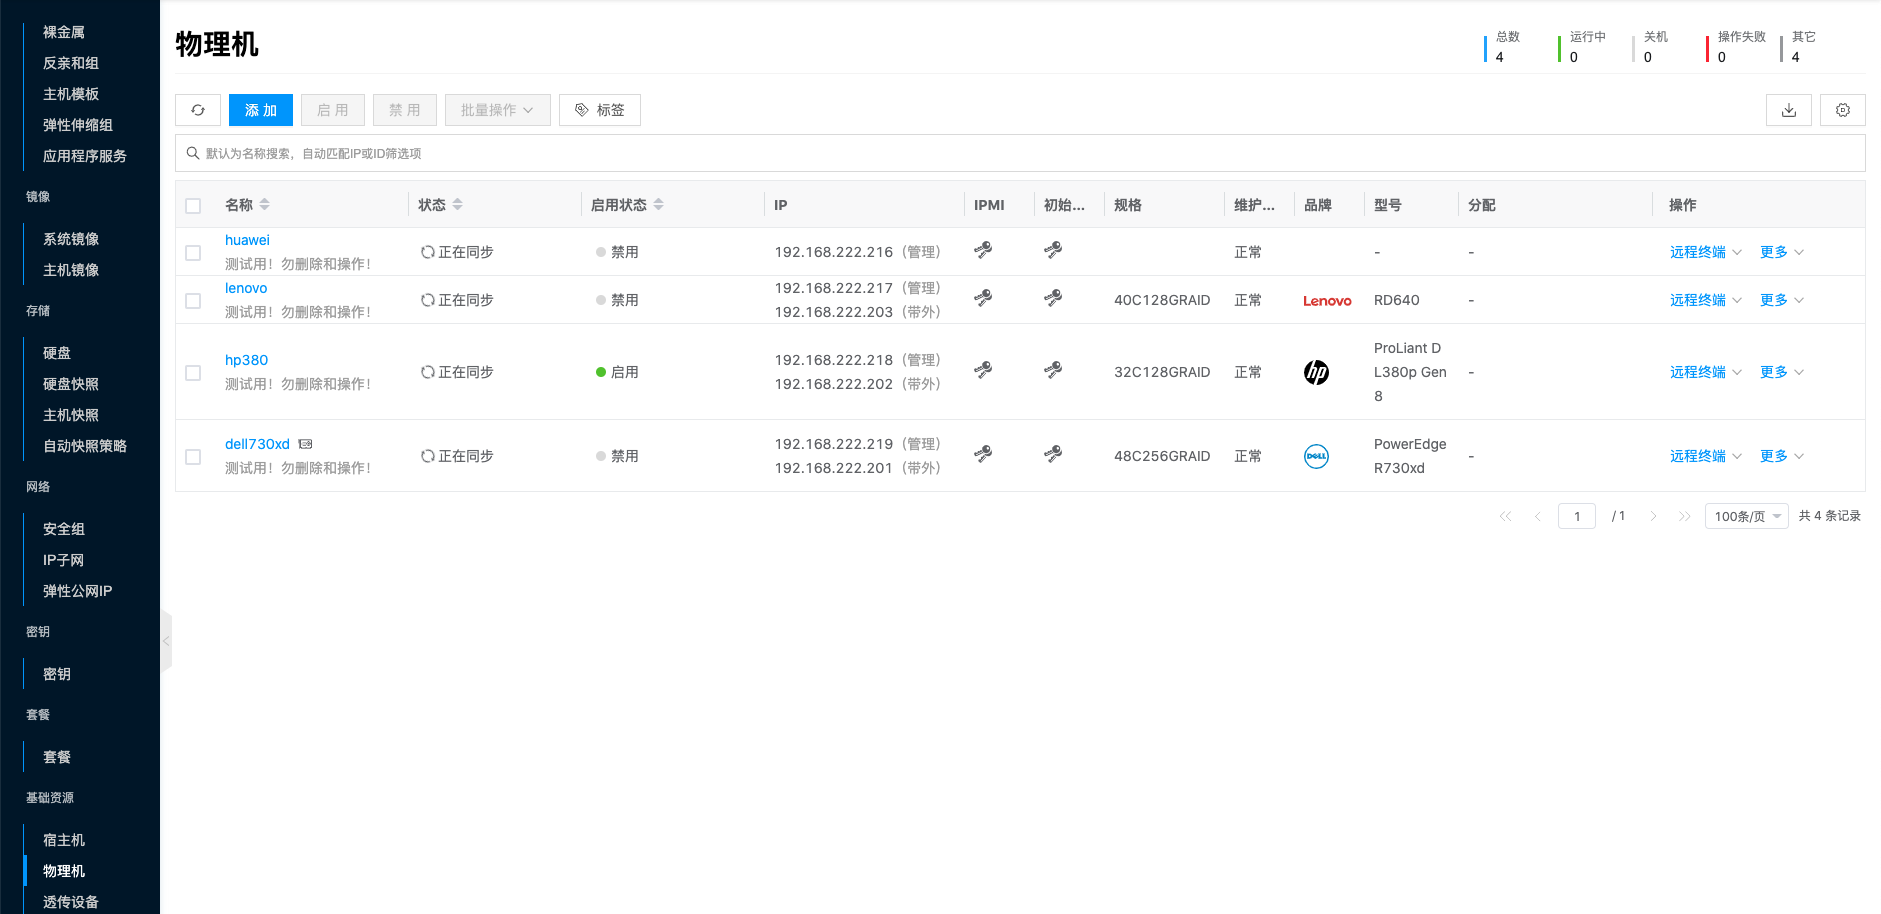 裸金属
反亲和组
主机模板
弹性伸缩组
应用程序服务
镜像
系统镜像
主机镜像
存储
硬盘
硬盘快照
主机快照
自动快照策略
网络
安全组
IP子网
弹性公网IP
密钥
密钥
套餐
套餐
基础资源
宿主机
物理机
透传设备
物理机
总数 运行中 关机 操作失败 其它
4 0 0 0 4
添 加 启 用 禁 用 批量操作 标签
默认为名称搜索，自动匹配IP或ID筛选项
名称 状态 启用状态 IP IPMI 初始... 规格 维护... 品牌 型号 分配 操作
huawei
测试用！勿删除和操作！
正在同步 禁用 192.168.222.216（管理） 正常 - - 远程终端 更多
lenovo
测试用！勿删除和操作！
正在同步 禁用
192.168.222.217（管理）
192.168.222.203（带外）
40C128GRAID 正常 Lenovo RD640 - 远程终端 更多
hp380
测试用！勿删除和操作！
正在同步 启用
192.168.222.218（管理）
192.168.222.202（带外）
32C128GRAID 正常 hp
ProLiant D
L380p Gen
8
- 远程终端 更多
dell730xd
测试用！勿删除和操作！
正在同步 禁用
192.168.222.219（管理）
192.168.222.201（带外）
48C256GRAID 正常 DELL
PowerEdge
R730xd
- 远程终端 更多
1 / 1 100条/页 共 4 条记录